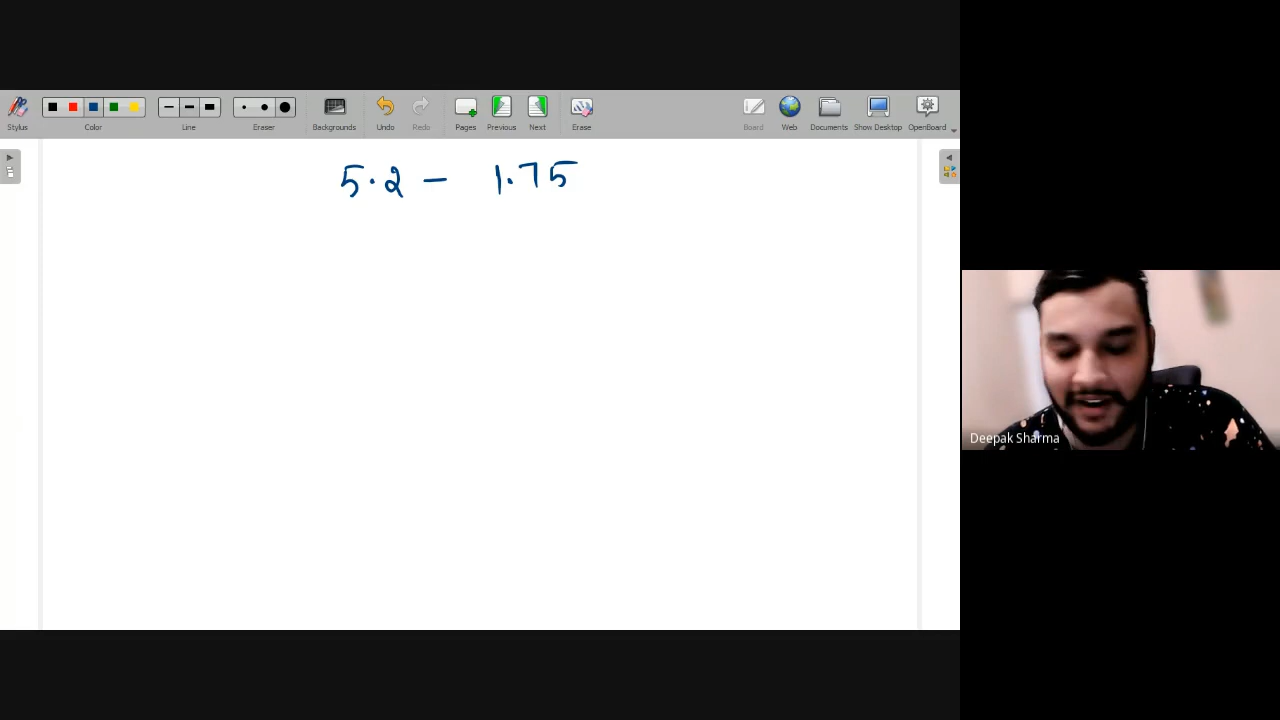 Stylus Color Line Eraser Backgrounds Undo Redo Pages Previous Next Erase Board Web Documents Show Desktop OpenBoard
5.2 - 1.75
Deepak Sharma